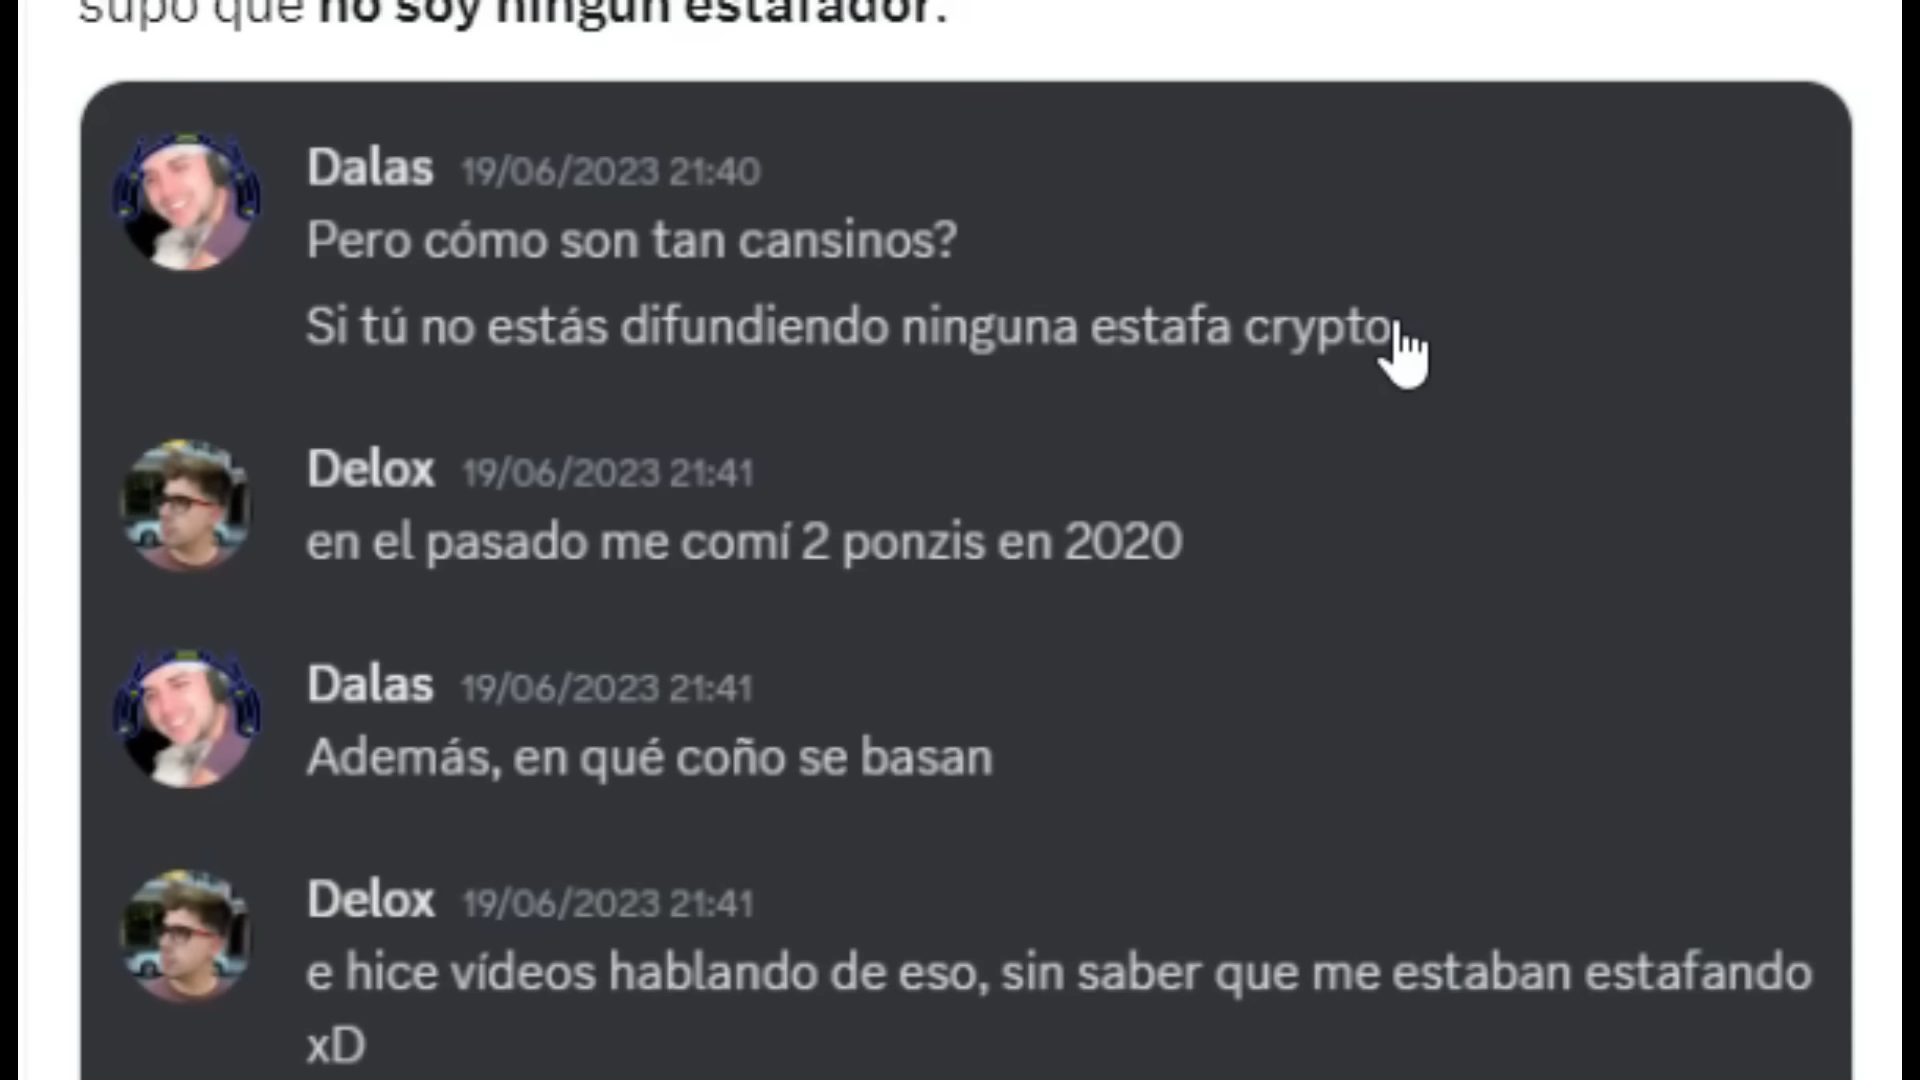 supo que no soy ningún estafador.
Dalas 19/06/2023 21:40
Pero cómo son tan cansinos?
Si tú no estás difundiendo ninguna estafa crypto
Delox 19/06/2023 21:41
en el pasado me comí 2 ponzis en 2020
Dalas 19/06/2023 21:41
Además, en qué coño se basan
Delox 19/06/2023 21:41
e hice vídeos hablando de eso, sin saber que me estaban estafando
xD